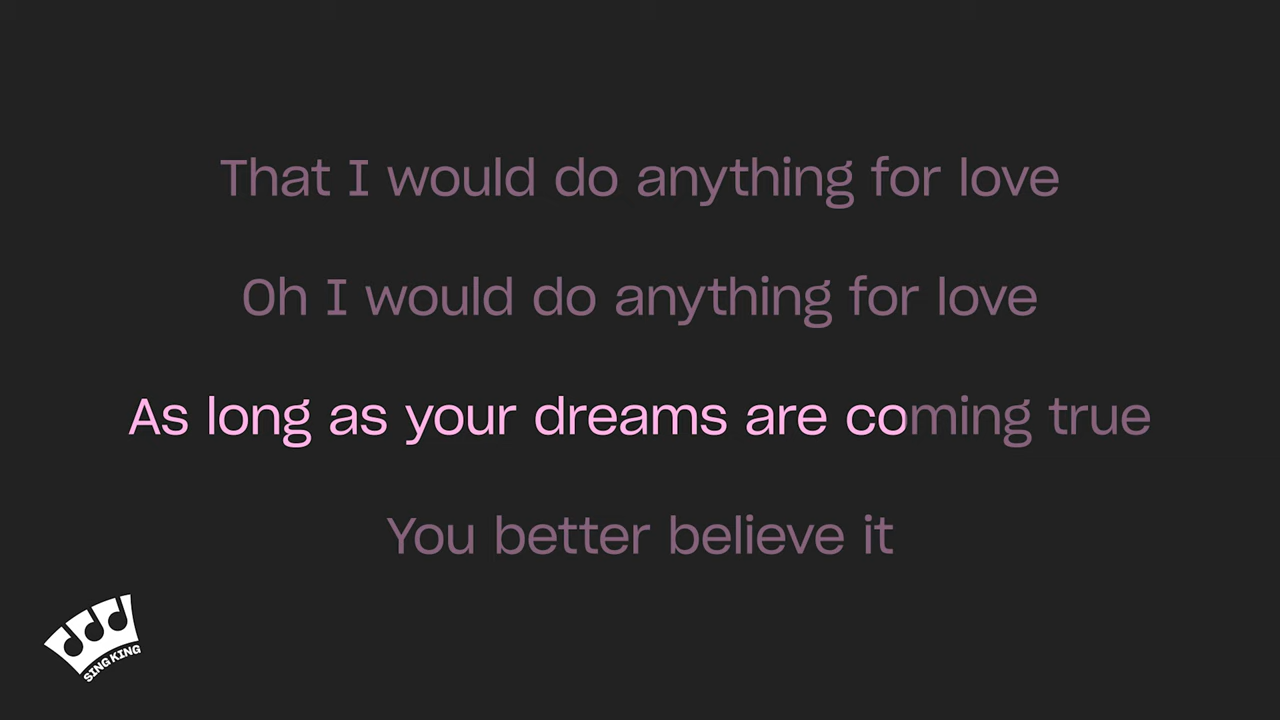 That I would do anything for love
Oh I would do anything for love
As long as your dreams are coming true
You better believe it
SING KING